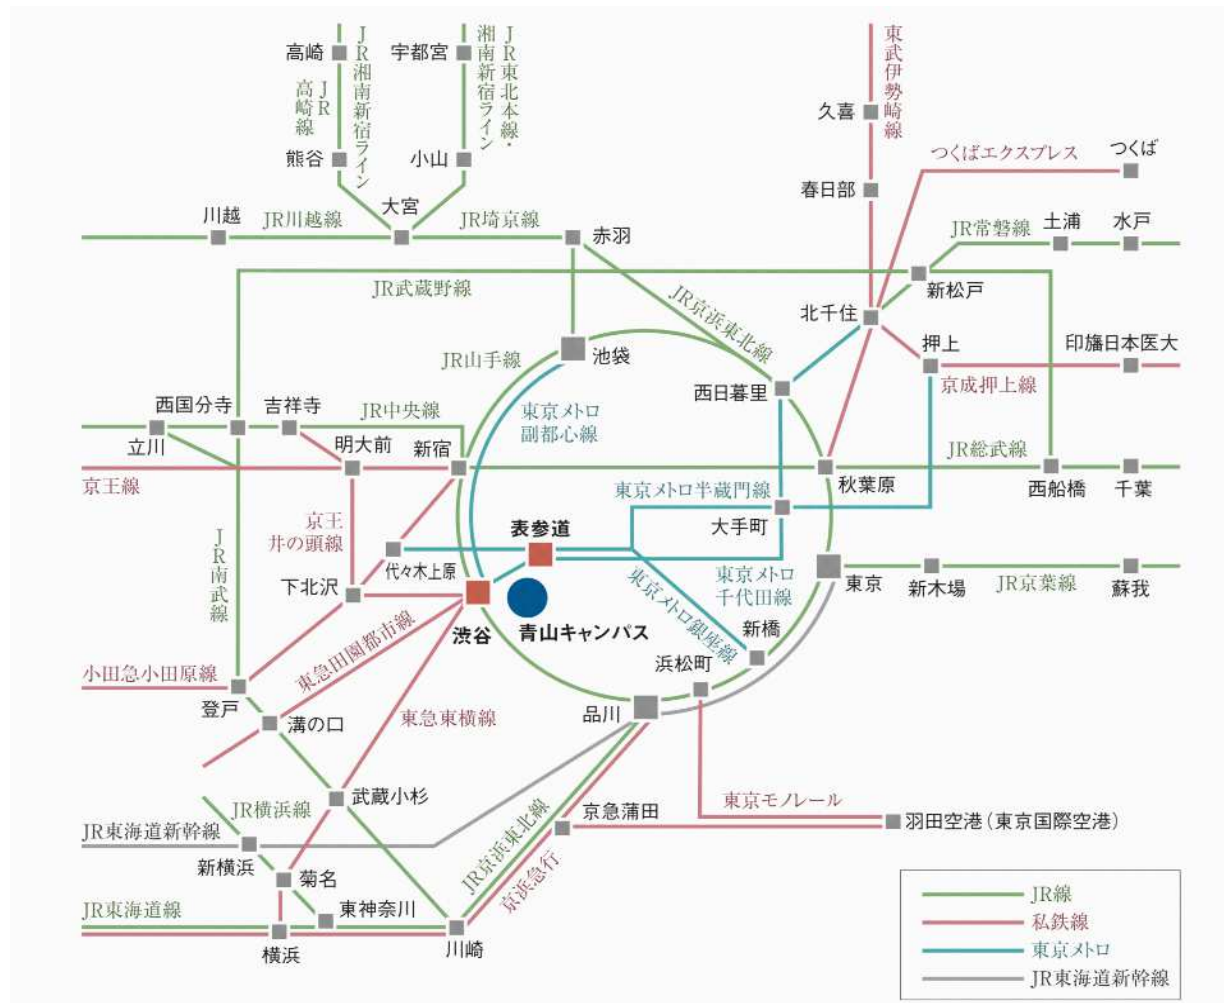 高崎
JR湘南新宿ライン
JR
高崎線
宇都宮
JR東北本線・
湘南新宿ライン
熊谷
小山
東武伊勢崎線
久喜
春日部
つくばエクスプレス
つくば
川越
JR川越線
大宮
JR埼京線
赤羽
JR常磐線
土浦
水戸
JR武蔵野線
新松戸
JR京浜東北線
北千住
押上
印旛日本医大
京成押上線
JR山手線
池袋
西日暮里
西国分寺
吉祥寺
JR中央線
東京メトロ
副都心線
立川
明大前
新宿
JR総武線
京王線
東京メトロ半蔵門線
秋葉原
西船橋
千葉
大手町
京王
井の頭線
表参道
JR南武線
代々木上原
下北沢
東京メトロ
千代田線
東京
新木場
JR京葉線
蘇我
渋谷
青山キャンパス
東京メトロ銀座線
新橋
浜松町
小田急小田原線
東急田園都市線
登戸
溝の口
東急東横線
品川
JR横浜線
武蔵小杉
東京モノレール
京急蒲田
羽田空港(東京国際空港)
JR東海道新幹線
新横浜
JR京浜東北線
京浜急行
菊名
JR東海道線
東神奈川
横浜
川崎
JR線
私鉄線
東京メトロ
JR東海道新幹線